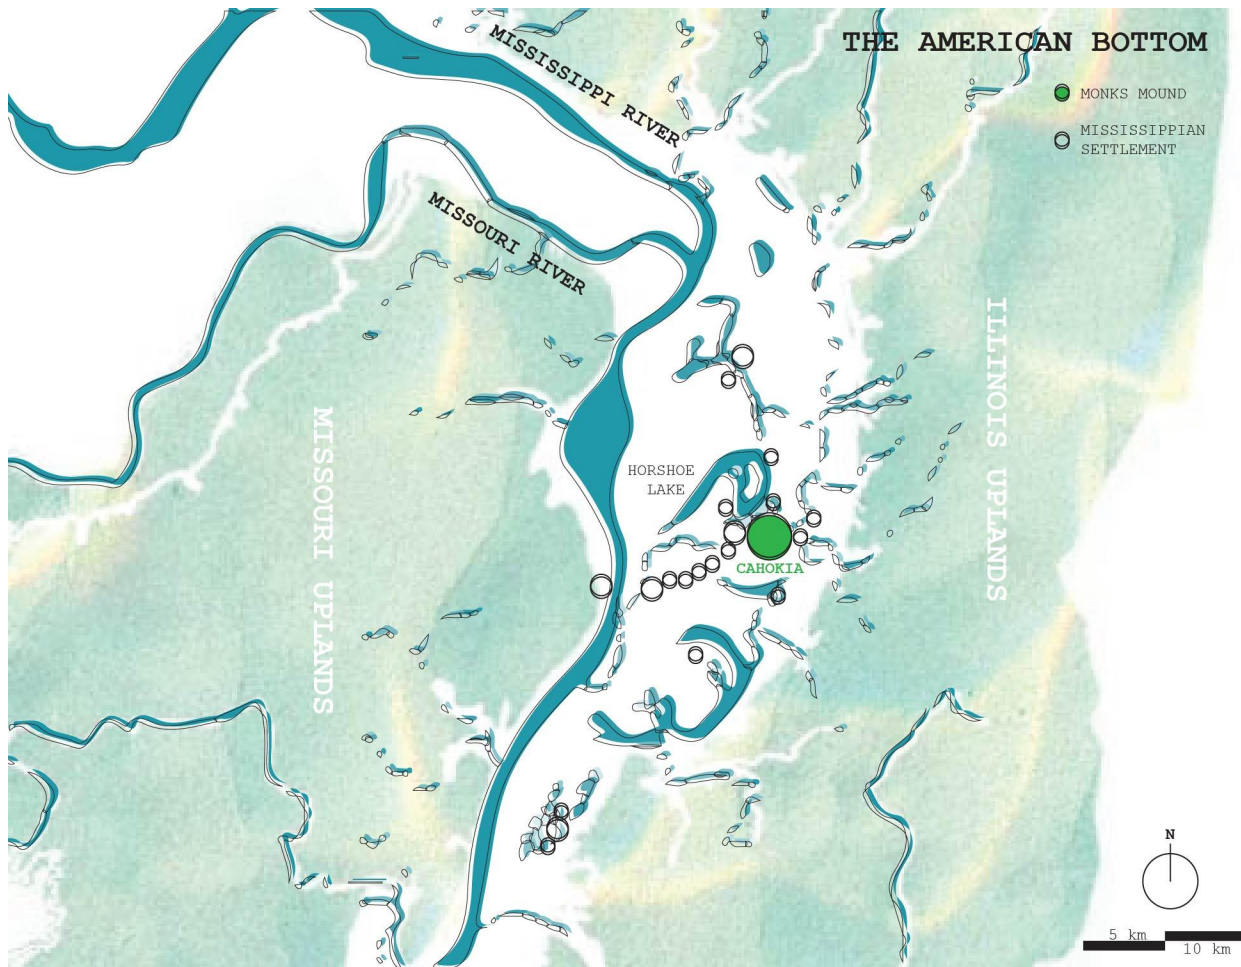 THE AMERICAN BOTTOM
MISSISSIPPI RIVER
MONKS MOUND
MISSISSIPPIAN
SETTLEMENT
MISSOURI RIVER
ILLINOIS UPLANDS
MISSOURI UPLANDS
HORSHOE
LAKE
CAHOKIA
N
5 km
10 km